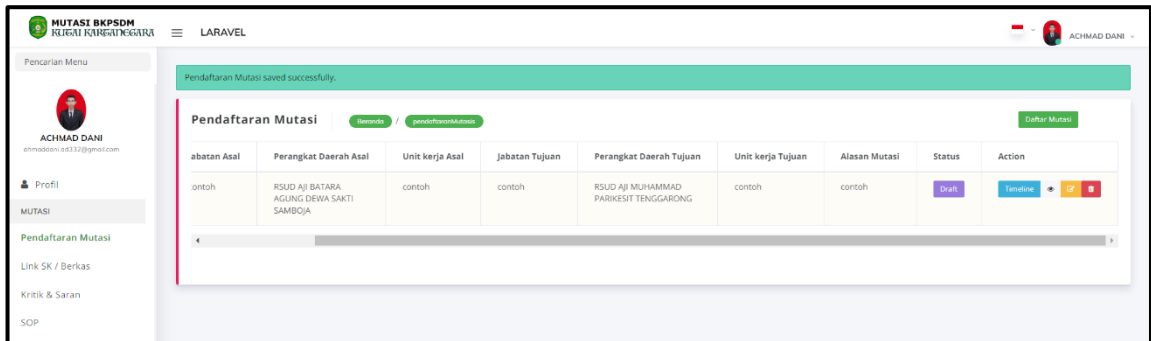 MUTASI BKPSDM
KUTAI KARTANEGARA
LARAVEL
ACHMAD DANI
Pencarian Menu
ACHMAD DANI
achmaddani.ad332@gmail.com
Profil
MUTASI
Pendaftaran Mutasi
Link SK / Berkas
Kritik & Saran
SOP
Pendaftaran Mutasi saved successfully.
Pendaftaran Mutasi Beranda / pendaftaranMutasis
Daftar Mutasi
abatan Asal Perangkat Daerah Asal Unit kerja Asal Jabatan Tujuan Perangkat Daerah Tujuan Unit kerja Tujuan Alasan Mutasi Status Action
contoh RSUD AJI BATARA contoh contoh RSUD AJI MUHAMMAD contoh contoh Draft Timeline
AGUNG DEWA SAKTI PARIKESIT TENGGARONG
SAMBOJA